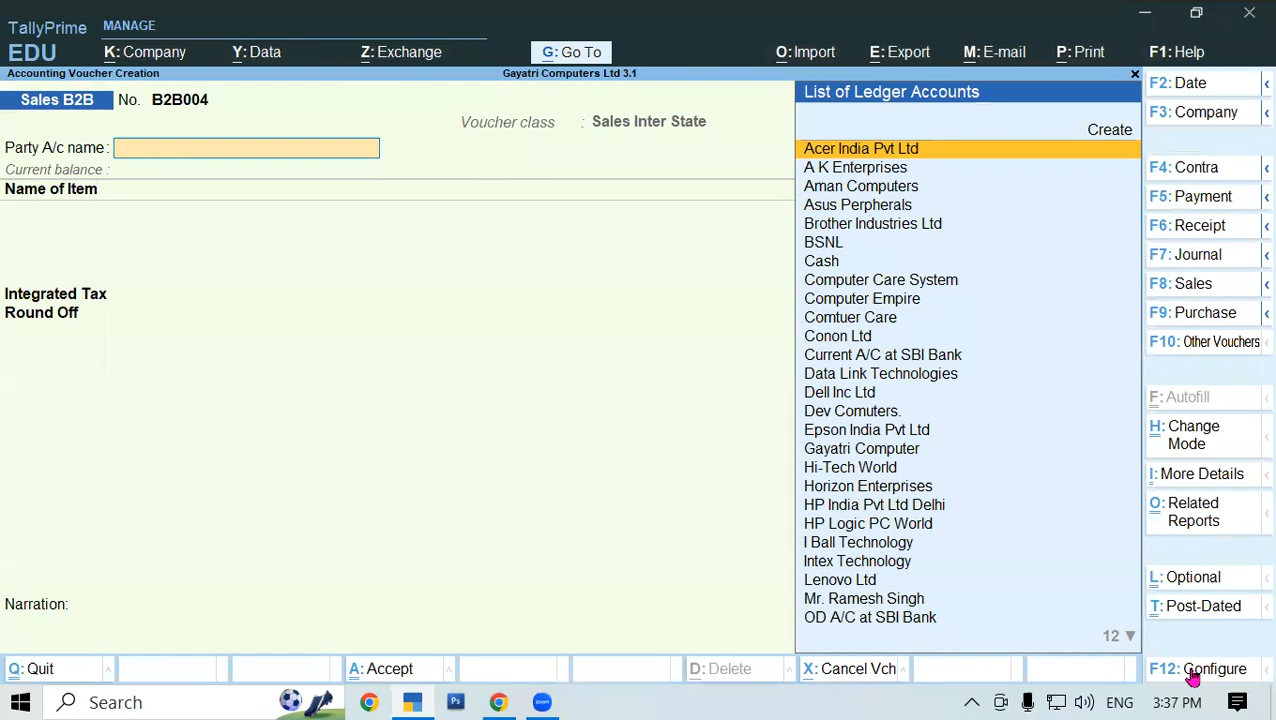 TallyPrime MANAGE
EDU K: Company Y: Data Z: Exchange G: Go To O: Import E: Export M: E-mail P: Print F1: Help
Accounting Voucher Creation Gayatri Computers Ltd 3.1
Sales B2B No. B2B004
Voucher class : Sales Inter State
Party A/c name :
Current balance :
Name of Item
Integrated Tax
Round Off
Narration:
List of Ledger Accounts
Create
Acer India Pvt Ltd
A K Enterprises
Aman Computers
Asus Perpherals
Brother Industries Ltd
BSNL
Cash
Computer Care System
Computer Empire
Comtuer Care
Conon Ltd
Current A/C at SBI Bank
Data Link Technologies
Dell Inc Ltd
Dev Comuters.
Epson India Pvt Ltd
Gayatri Computer
Hi-Tech World
Horizon Enterprises
HP India Pvt Ltd Delhi
HP Logic PC World
I Ball Technology
Intex Technology
Lenovo Ltd
Mr. Ramesh Singh
OD A/C at SBI Bank
12 ▼
F2: Date
F3: Company
F4: Contra
F5: Payment
F6: Receipt
F7: Journal
F8: Sales
F9: Purchase
F10: Other Vouchers
F: Autofill
H: Change
Mode
I: More Details
O: Related
Reports
L: Optional
T: Post-Dated
F12: Configure
Q: Quit A: Accept D: Delete X: Cancel Vch
Search ENG 3:37 PM